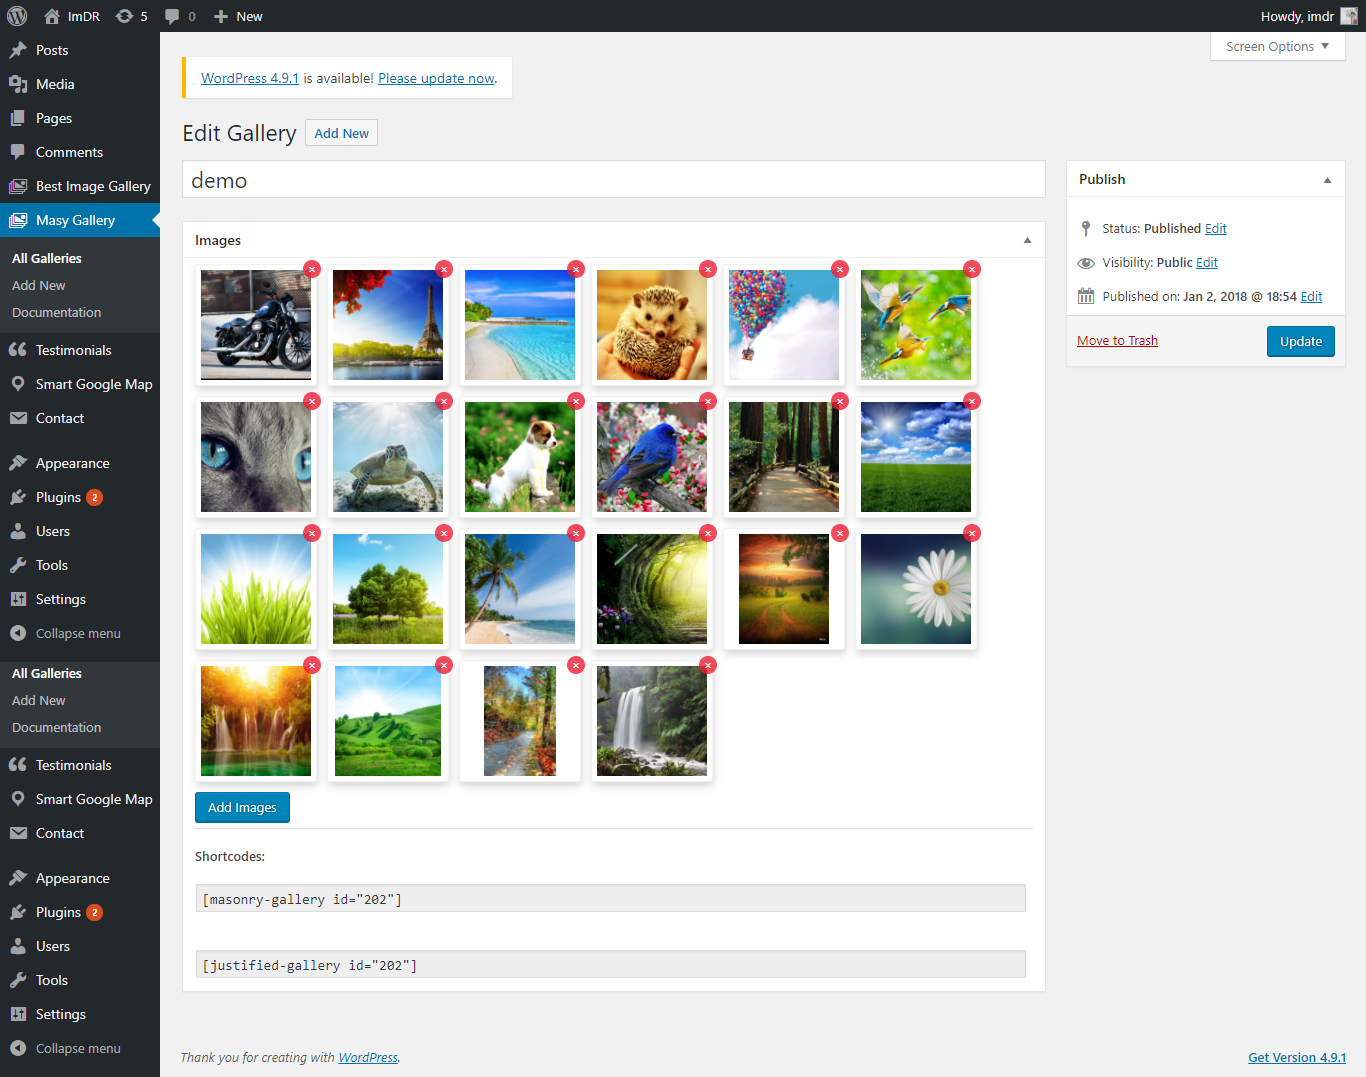 ImDR 5 0 New Howdy, imdr
Screen Options
Posts
Media
Pages
Comments
Best Image Gallery
Masy Gallery
All Galleries
Add New
Documentation
Testimonials
Smart Google Map
Contact
Appearance
Plugins 2
Users
Tools
Settings
Collapse menu
All Galleries
Add New
Documentation
Testimonials
Smart Google Map
Contact
Appearance
Plugins 2
Users
Tools
Settings
Collapse menu
WordPress 4.9.1 is available! Please update now.
Edit Gallery Add New
demo
Images
Add Images
Shortcodes:
[masonry-gallery id="202"]
[justified-gallery id="202"]
Publish
Status: Published Edit
Visibility: Public Edit
Published on: Jan 2, 2018 @ 18:54 Edit
Move to Trash Update
Thank you for creating with WordPress.
Get Version 4.9.1